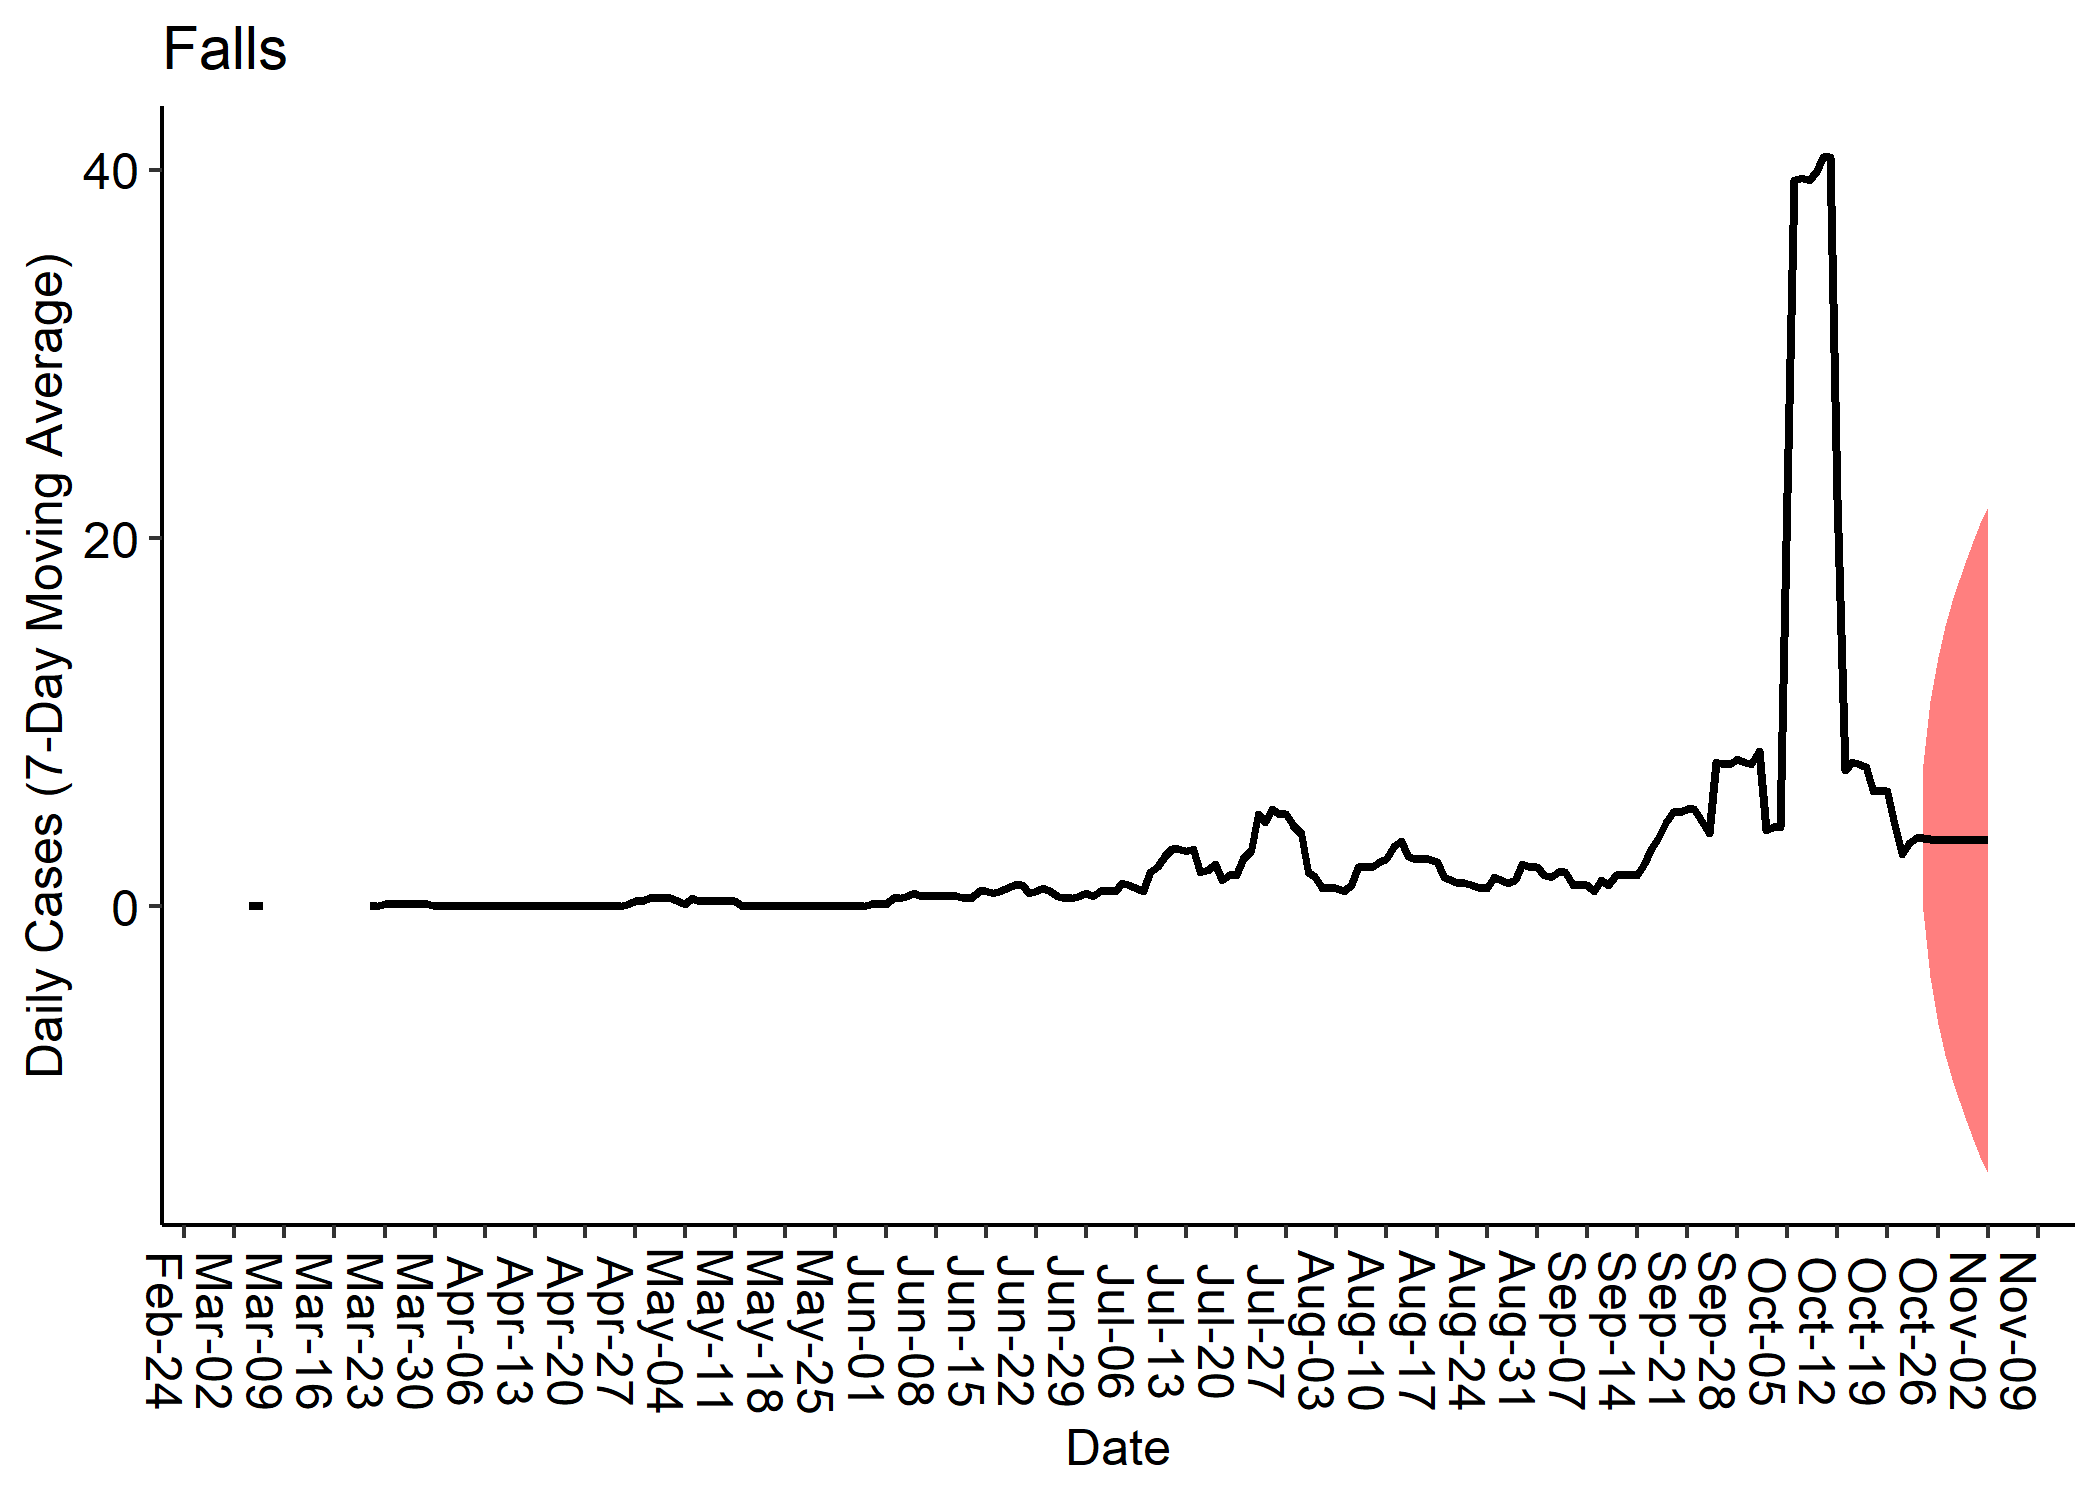 Falls
Daily Cases (7-Day Moving Average)
40
20
0
Feb-24
Mar-02
Mar-09
Mar-16
Mar-23
Mar-30
Apr-06
Apr-13
Apr-20
Apr-27
May-04
May-11
May-18
May-25
Jun-01
Jun-08
Jun-15
Jun-22
Jun-29
Jul-06
Jul-13
Jul-20
Jul-27
Aug-03
Aug-10
Aug-17
Aug-24
Aug-31
Sep-07
Sep-14
Sep-21
Sep-28
Oct-05
Oct-12
Oct-19
Oct-26
Nov-02
Nov-09
Date